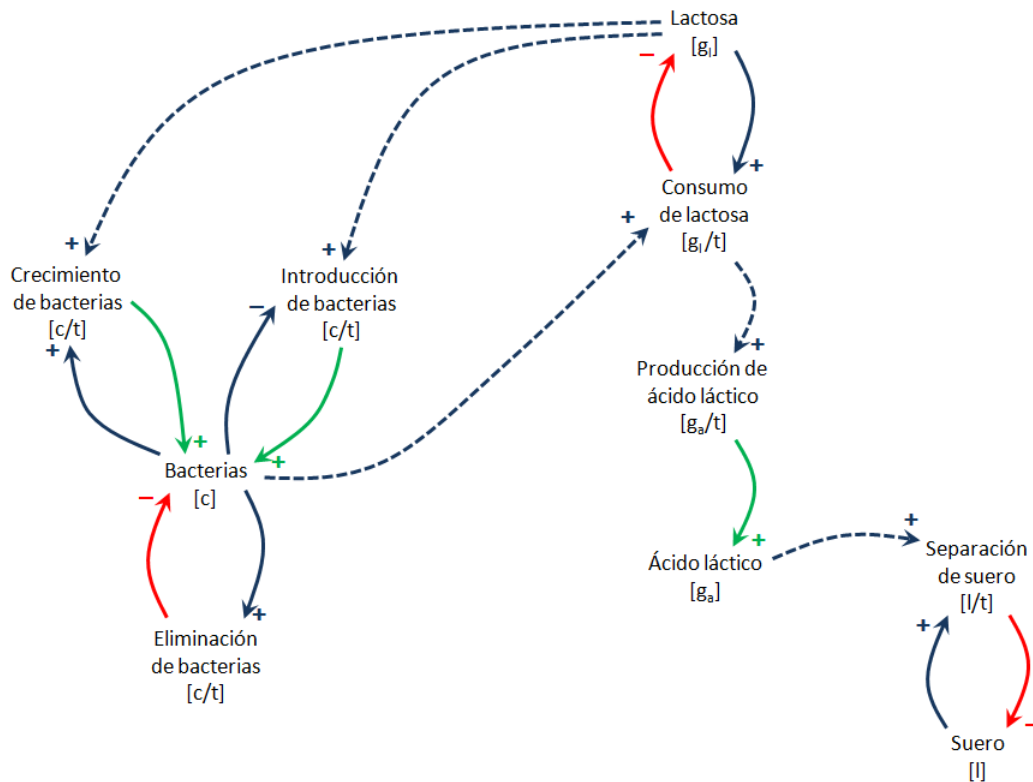 Lactosa
[gₗ]
−
+
Consumo
de lactosa
[gₗ/t]
+
+
Crecimiento
de bacterias
[c/t]
+
+
Introducción
de bacterias
[c/t]
−
+
Producción de
ácido láctico
[gₐ/t]
+
+
Bacterias
[c]
−
+
Ácido láctico
[gₐ]
+
Separación
de suero
[l/t]
+
+
Eliminación
de bacterias
[c/t]
−
Suero
[l]